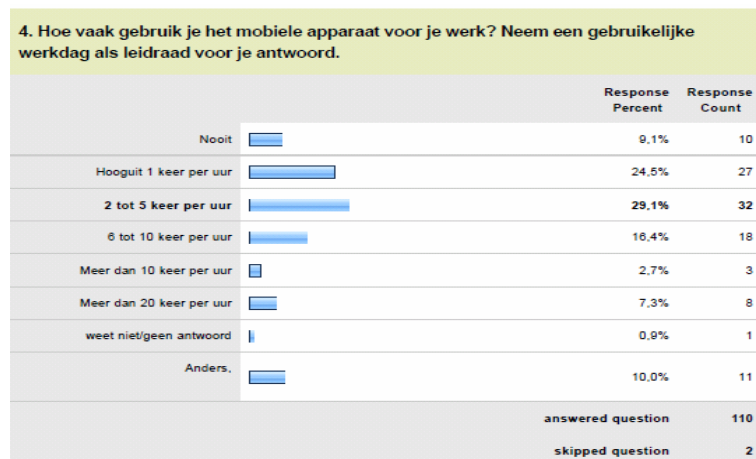 4. Hoe vaak gebruik je het mobiele apparaat voor je werk? Neem een gebruikelijke
werkdag als leidraad voor je antwoord.
Response Percent Response Count
Nooit 9,1% 10
Hooguit 1 keer per uur 24,5% 27
2 tot 5 keer per uur 29,1% 32
6 tot 10 keer per uur 16,4% 18
Meer dan 10 keer per uur 2,7% 3
Meer dan 20 keer per uur 7,3% 8
weet niet/geen antwoord 0,9% 1
Anders, 10,0% 11
answered question 110
skipped question 2